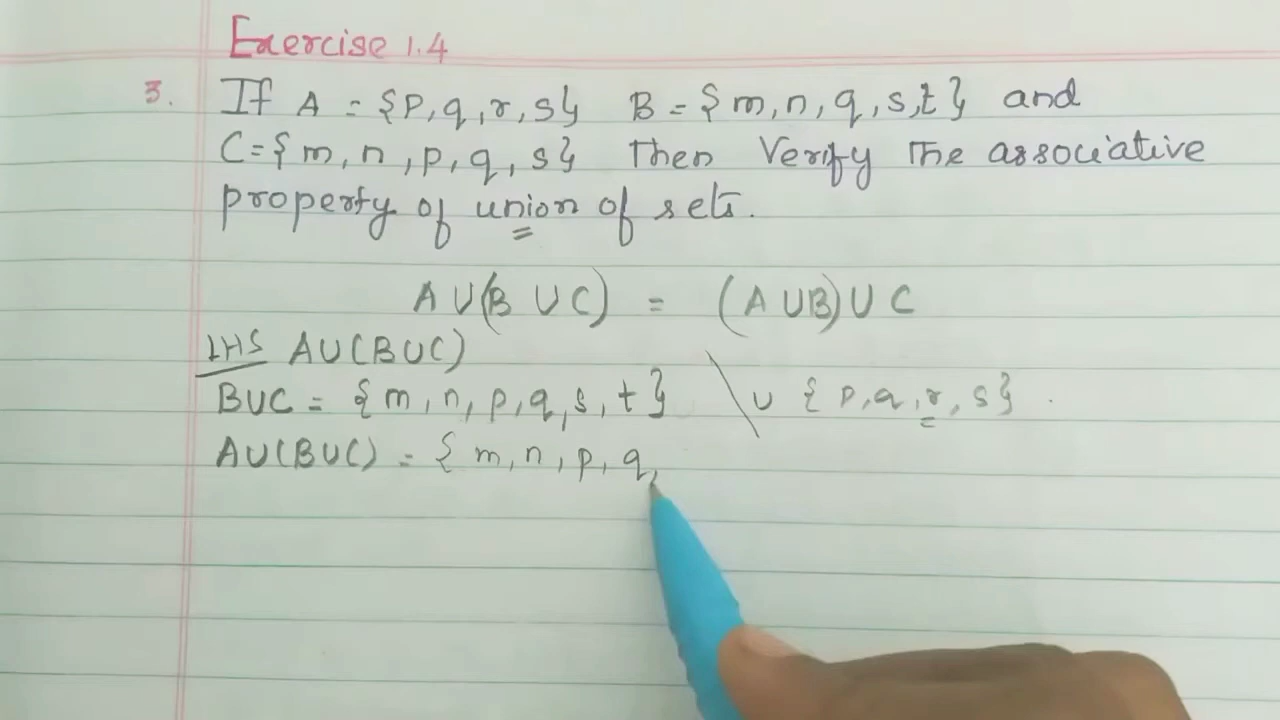 Exercise 1.4
3. If A = {p, q, r, s} B = {m, n, q, s, t} and
C = {m, n, p, q, s} Then Verify The associative
property of union of sets.
A ∪ (B ∪ C) = (A ∪ B) ∪ C
LHS A∪(B∪C)
B∪C = {m, n, p, q, s, t} \ ∪ {p, q, r, s}.
A∪(B∪C) = {m, n, p, q,